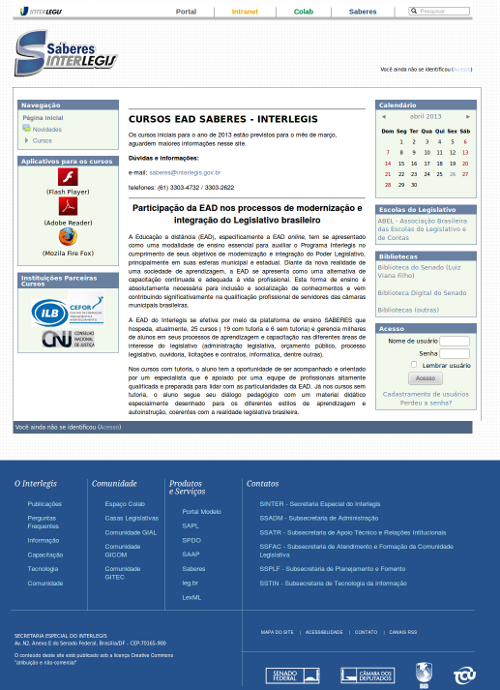 INTERLEGIS
Portal
Intranet
Colab
Saberes
Pesquisar
Saberes
INTERLEGIS
Você ainda não se identificou (Acesso)
Navegação
Página Inicial
Novidades
Cursos
Aplicativos para os cursos
(Flash Player)
(Adobe Reader)
(Mozila Fire Fox)
Instituições Parceiras
Cursos
ILB
CEFOR
CONSELHO
NACIONAL
DE JUSTIÇA
CURSOS EAD SABERES - INTERLEGIS
Os cursos iniciais para o ano de 2013 estão previstos para o mês de março,
aguardem maiores informações nesse site.
Dúvidas e Informações:
e-mail: saberes@interlegis.gov.br
telefones: (61) 3303-4732 / 3303-2622
Participação da EAD nos processos de modernização e
integração do Legislativo brasileiro
A Educação a distância (EAD), especificamente a EAD online, tem se apresentado
como uma modalidade de ensino essencial para auxiliar o Programa Interlegis no
cumprimento de seus objetivos de modernização e integração do Poder Legislativo,
principalmente em suas esferas municipal e estadual. Diante da nova realidade de
uma sociedade de aprendizagem, a EAD se apresenta como uma alternativa de
capacitação continuada e adequada à vida profissional. Esta forma de ensino é
absolutamente necessária para inclusão e socialização de conhecimentos e vem
contribuindo significativamente na qualificação profissional de servidores das câmaras
municipais brasileiras.
A EAD do Interlegis se efetiva por meio da plataforma de ensino SABERES que
hospeda, atualmente, 25 cursos ( 19 com tutoria e 6 sem tutoria) e gerencia milhares
de alunos em seus processos de aprendizagem e capacitação nas diferentes áreas de
interesse do legislativo (administração legislativa, orçamento público, processo
legislativo, ouvidoria, licitações e contratos, informática, dentre outras).
Nos cursos com tutoria, o aluno tem a oportunidade de ser acompanhado e orientado
por um especialista que é apoiado por uma equipe de profissionais altamente
qualificada e preparada para lidar com as particularidades da EAD. Já nos cursos sem
tutoria, o aluno segue seu diálogo pedagógico com um material didático
especialmente desenhado para os diferentes estilos de aprendizagem e
autoinstrução, coerentes com a realidade legislativa brasileira.
Calendário
◄ abril 2013 ►
Dom Seg Ter Qua Qui Sex Sáb
1 2 3 4 5 6
7 8 9 10 11 12 13
14 15 16 17 18 19 20
21 22 23 24 25 26 27
28 29 30
Escolas do Legislativo
ABEL - Associação Brasileira
das Escolas do Legislativo e
de Contas
Bibliotecas
Biblioteca do Senado (Luiz
Viana Filho)
Biblioteca Digital do Senado
Bibliotecas (outras)
Acesso
Nome de usuário
Senha
Lembrar usuário
Acesso
Cadastramento de usuários
Perdeu a senha?
Você ainda não se identificou (Acesso)
O Interlegis
Publicações
Perguntas
Frequentes
Informação
Capacitação
Tecnologia
Comunidade
Comunidade
Espaço Colab
Casas Legislativas
Comunidade GIAL
Comunidade
GICOM
Comunidade
GITEC
Produtos
e Serviços
Portal Modelo
SAPL
SPDO
SAAP
Saberes
leg.br
LexML
Contatos
SINTER - Secretaria Especial do Interlegis
SSADM - Subsecretaria de Administração
SSATR - Subsecretaria de Apoio Técnico e Relações Intitucionais
SSFAC - Subsecretaria de Atendimento e Formação da Comunidade
Legislativa
SSPLF - Subsecretaria de Planejamento e Fomento
SSTIN - Subsecretaria de Tecnologia da Informação
SECRETARIA ESPECIAL DO INTERLEGIS
Av. N2, Anexo E do Senado Federal, Brasília/DF - CEP:70165-900
O conteúdo deste site está publicado sob a licença Creative Commons
"atribuição e não-comercial"
MAPA DO SITE | ACESSIBILIDADE | CONTATO | CANAIS RSS
SENADO
FEDERAL
CÂMARA DOS
DEPUTADOS
BID
TCU